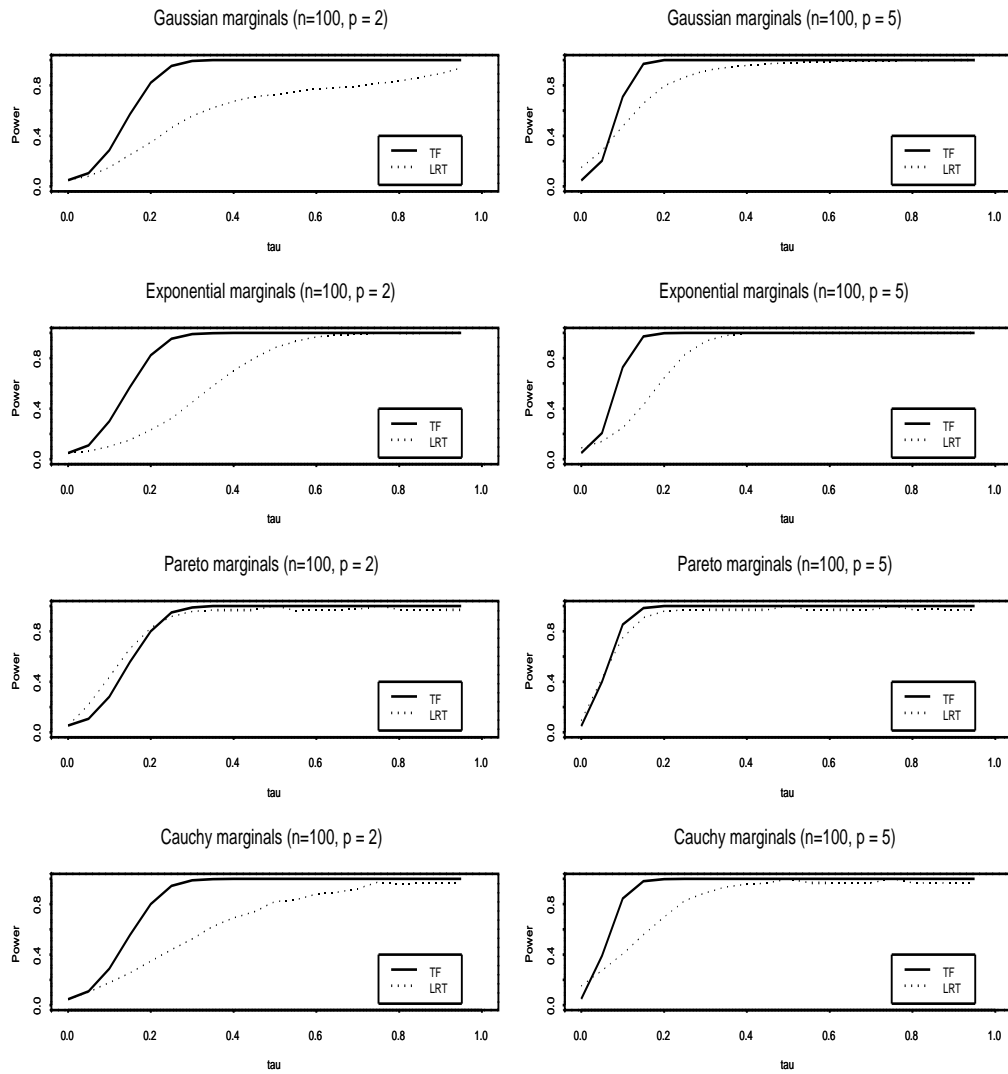 Gaussian marginals (n=100, p = 2)
Power
0.0 0.4 0.8
TF
LRT
0.0 0.2 0.4 0.6 0.8 1.0
tau
Gaussian marginals (n=100, p = 5)
Power
0.0 0.4 0.8
TF
LRT
0.0 0.2 0.4 0.6 0.8 1.0
tau
Exponential marginals (n=100, p = 2)
Power
0.0 0.4 0.8
TF
LRT
0.0 0.2 0.4 0.6 0.8 1.0
tau
Exponential marginals (n=100, p = 5)
Power
0.0 0.4 0.8
TF
LRT
0.0 0.2 0.4 0.6 0.8 1.0
tau
Pareto marginals (n=100, p = 2)
Power
0.0 0.4 0.8
TF
LRT
0.0 0.2 0.4 0.6 0.8 1.0
tau
Pareto marginals (n=100, p = 5)
Power
0.0 0.4 0.8
TF
LRT
0.0 0.2 0.4 0.6 0.8 1.0
tau
Cauchy marginals (n=100, p = 2)
Power
0.0 0.4 0.8
TF
LRT
0.0 0.2 0.4 0.6 0.8 1.0
tau
Cauchy marginals (n=100, p = 5)
Power
0.0 0.4 0.8
TF
LRT
0.0 0.2 0.4 0.6 0.8 1.0
tau